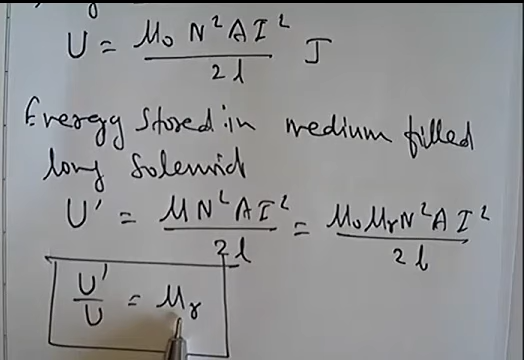 U = μ₀ N² A I² / 2l J
Energy stored in medium filled
long Solenoid
U' = μ N² A I² / 2l = μ₀ μᵣ N² A I² / 2l
U' / U = μᵣ